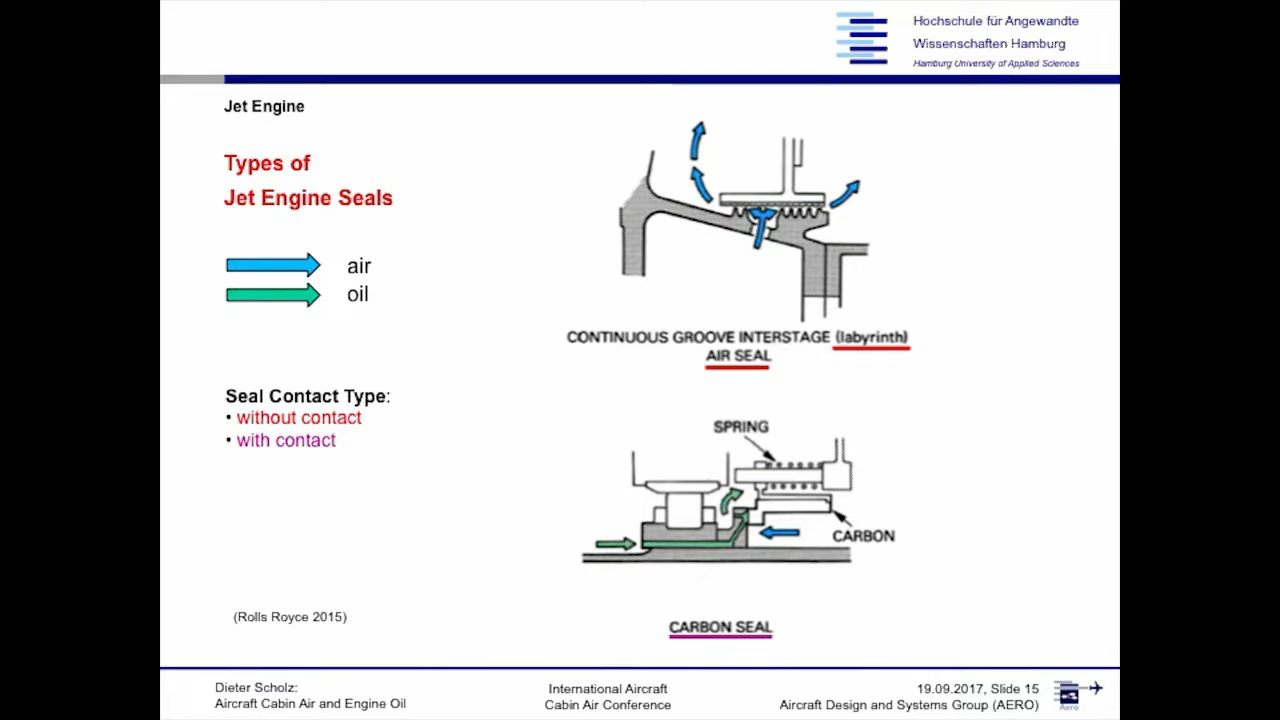 Hochschule für Angewandte
Wissenschaften Hamburg
Hamburg University of Applied Sciences
Jet Engine
Types of
Jet Engine Seals
air
oil
CONTINUOUS GROOVE INTERSTAGE (labyrinth)
AIR SEAL
Seal Contact Type:
• without contact
• with contact
SPRING
CARBON
(Rolls Royce 2015)
CARBON SEAL
Dieter Scholz:
Aircraft Cabin Air and Engine Oil
International Aircraft
Cabin Air Conference
19.09.2017, Slide 15
Aircraft Design and Systems Group (AERO)
Aero